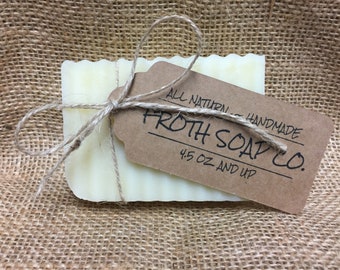 ALL NATURAL & HANDMADE
FROTH SOAP CO.
4.5 OZ AND UP